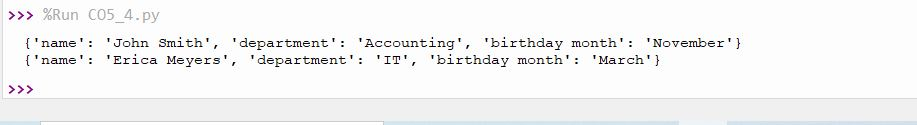 >>> %Run CO5_4.py
{'name': 'John Smith', 'department': 'Accounting', 'birthday month': 'November'}
{'name': 'Erica Meyers', 'department': 'IT', 'birthday month': 'March'}
>>>